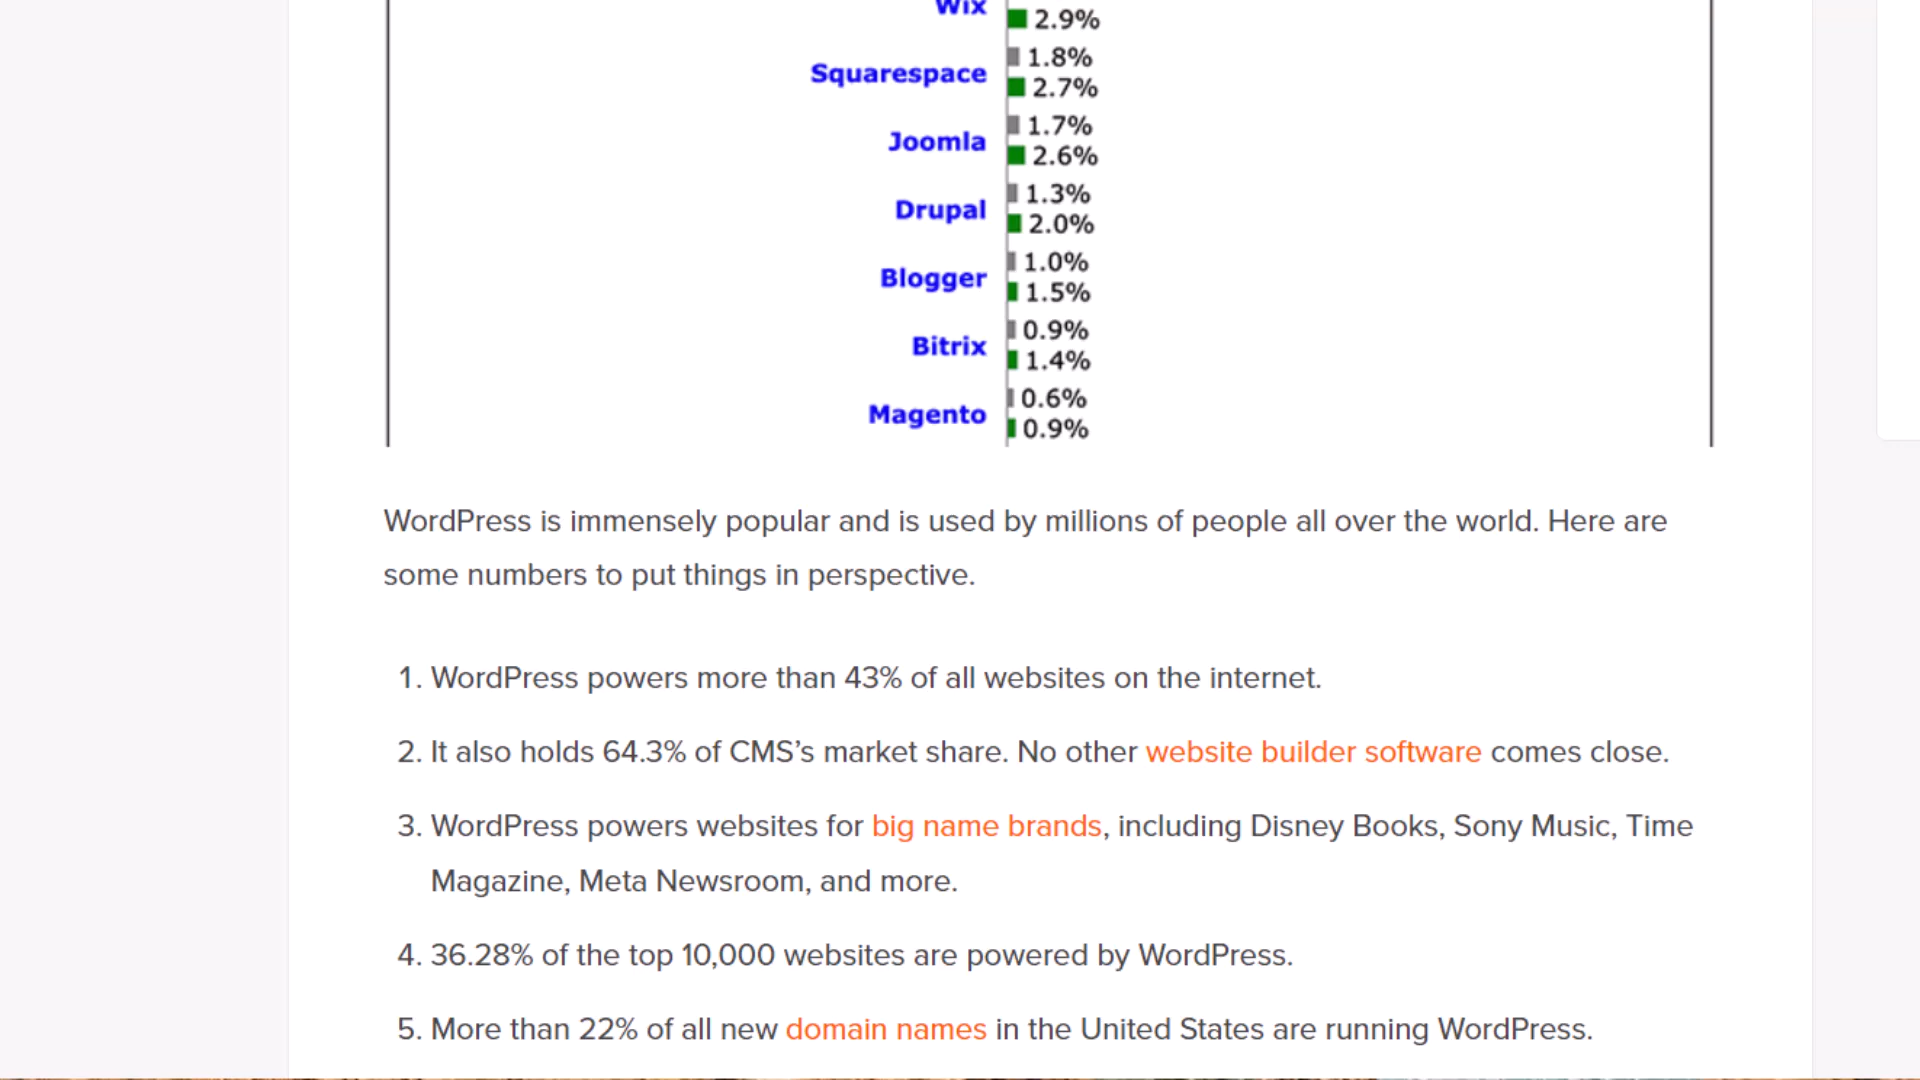 Wix
2.9%
1.8%
Squarespace
2.7%
1.7%
Joomla
2.6%
1.3%
Drupal
2.0%
1.0%
Blogger
1.5%
0.9%
Bitrix
1.4%
0.6%
Magento
0.9%
WordPress is immensely popular and is used by millions of people all over the world. Here are
some numbers to put things in perspective.
1. WordPress powers more than 43% of all websites on the internet.
2. It also holds 64.3% of CMS’s market share. No other website builder software comes close.
3. WordPress powers websites for big name brands, including Disney Books, Sony Music, Time
Magazine, Meta Newsroom, and more.
4. 36.28% of the top 10,000 websites are powered by WordPress.
5. More than 22% of all new domain names in the United States are running WordPress.